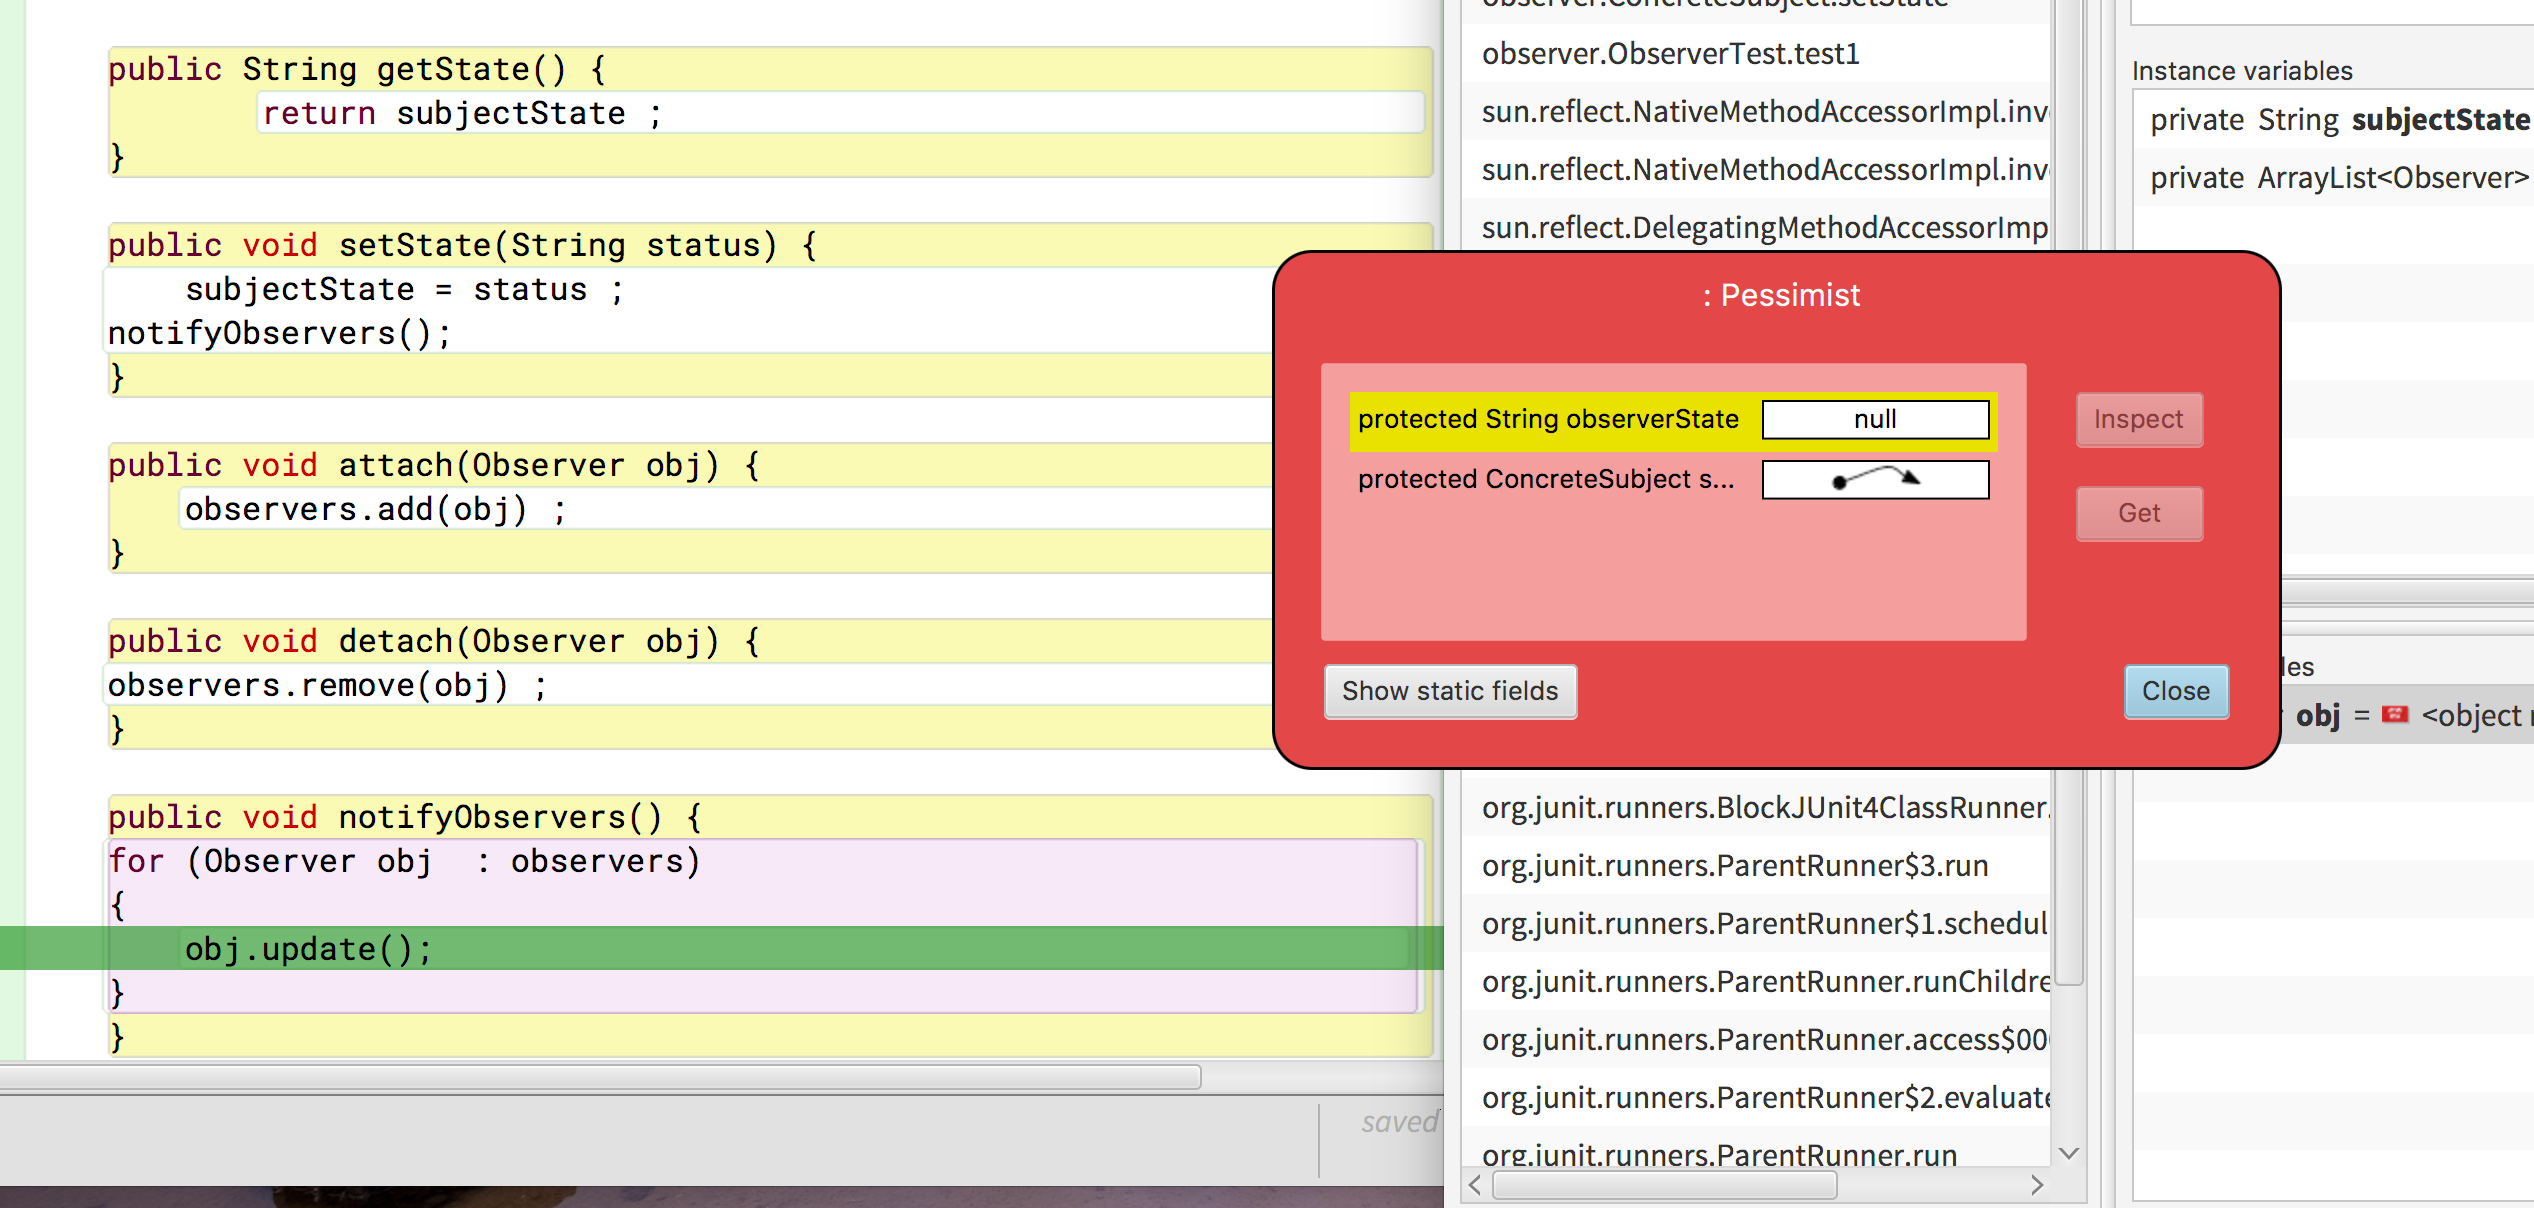 public String getState() {
return subjectState ;
}
public void setState(String status) {
subjectState = status ;
notifyObservers();
}
public void attach(Observer obj) {
observers.add(obj) ;
}
public void detach(Observer obj) {
observers.remove(obj) ;
}
public void notifyObservers() {
for (Observer obj  : observers)
{
obj.update();
}
}
saved
observer.ConcreteSubject.setState
observer.ObserverTest.test1
sun.reflect.NativeMethodAccessorImpl.inv
sun.reflect.NativeMethodAccessorImpl.inv
sun.reflect.DelegatingMethodAccessorImp
org.junit.runners.BlockJUnit4ClassRunner.
org.junit.runners.ParentRunner$3.run
org.junit.runners.ParentRunner$1.schedul
org.junit.runners.ParentRunner.runChildre
org.junit.runners.ParentRunner.access$00
org.junit.runners.ParentRunner$2.evaluate
org.junit.runners.ParentRunner.run
: Pessimist
protected String observerState null
protected ConcreteSubject s...
Inspect
Get
Show static fields
Close
Instance variables
private String subjectState
private ArrayList<Observer>
les
obj = <object